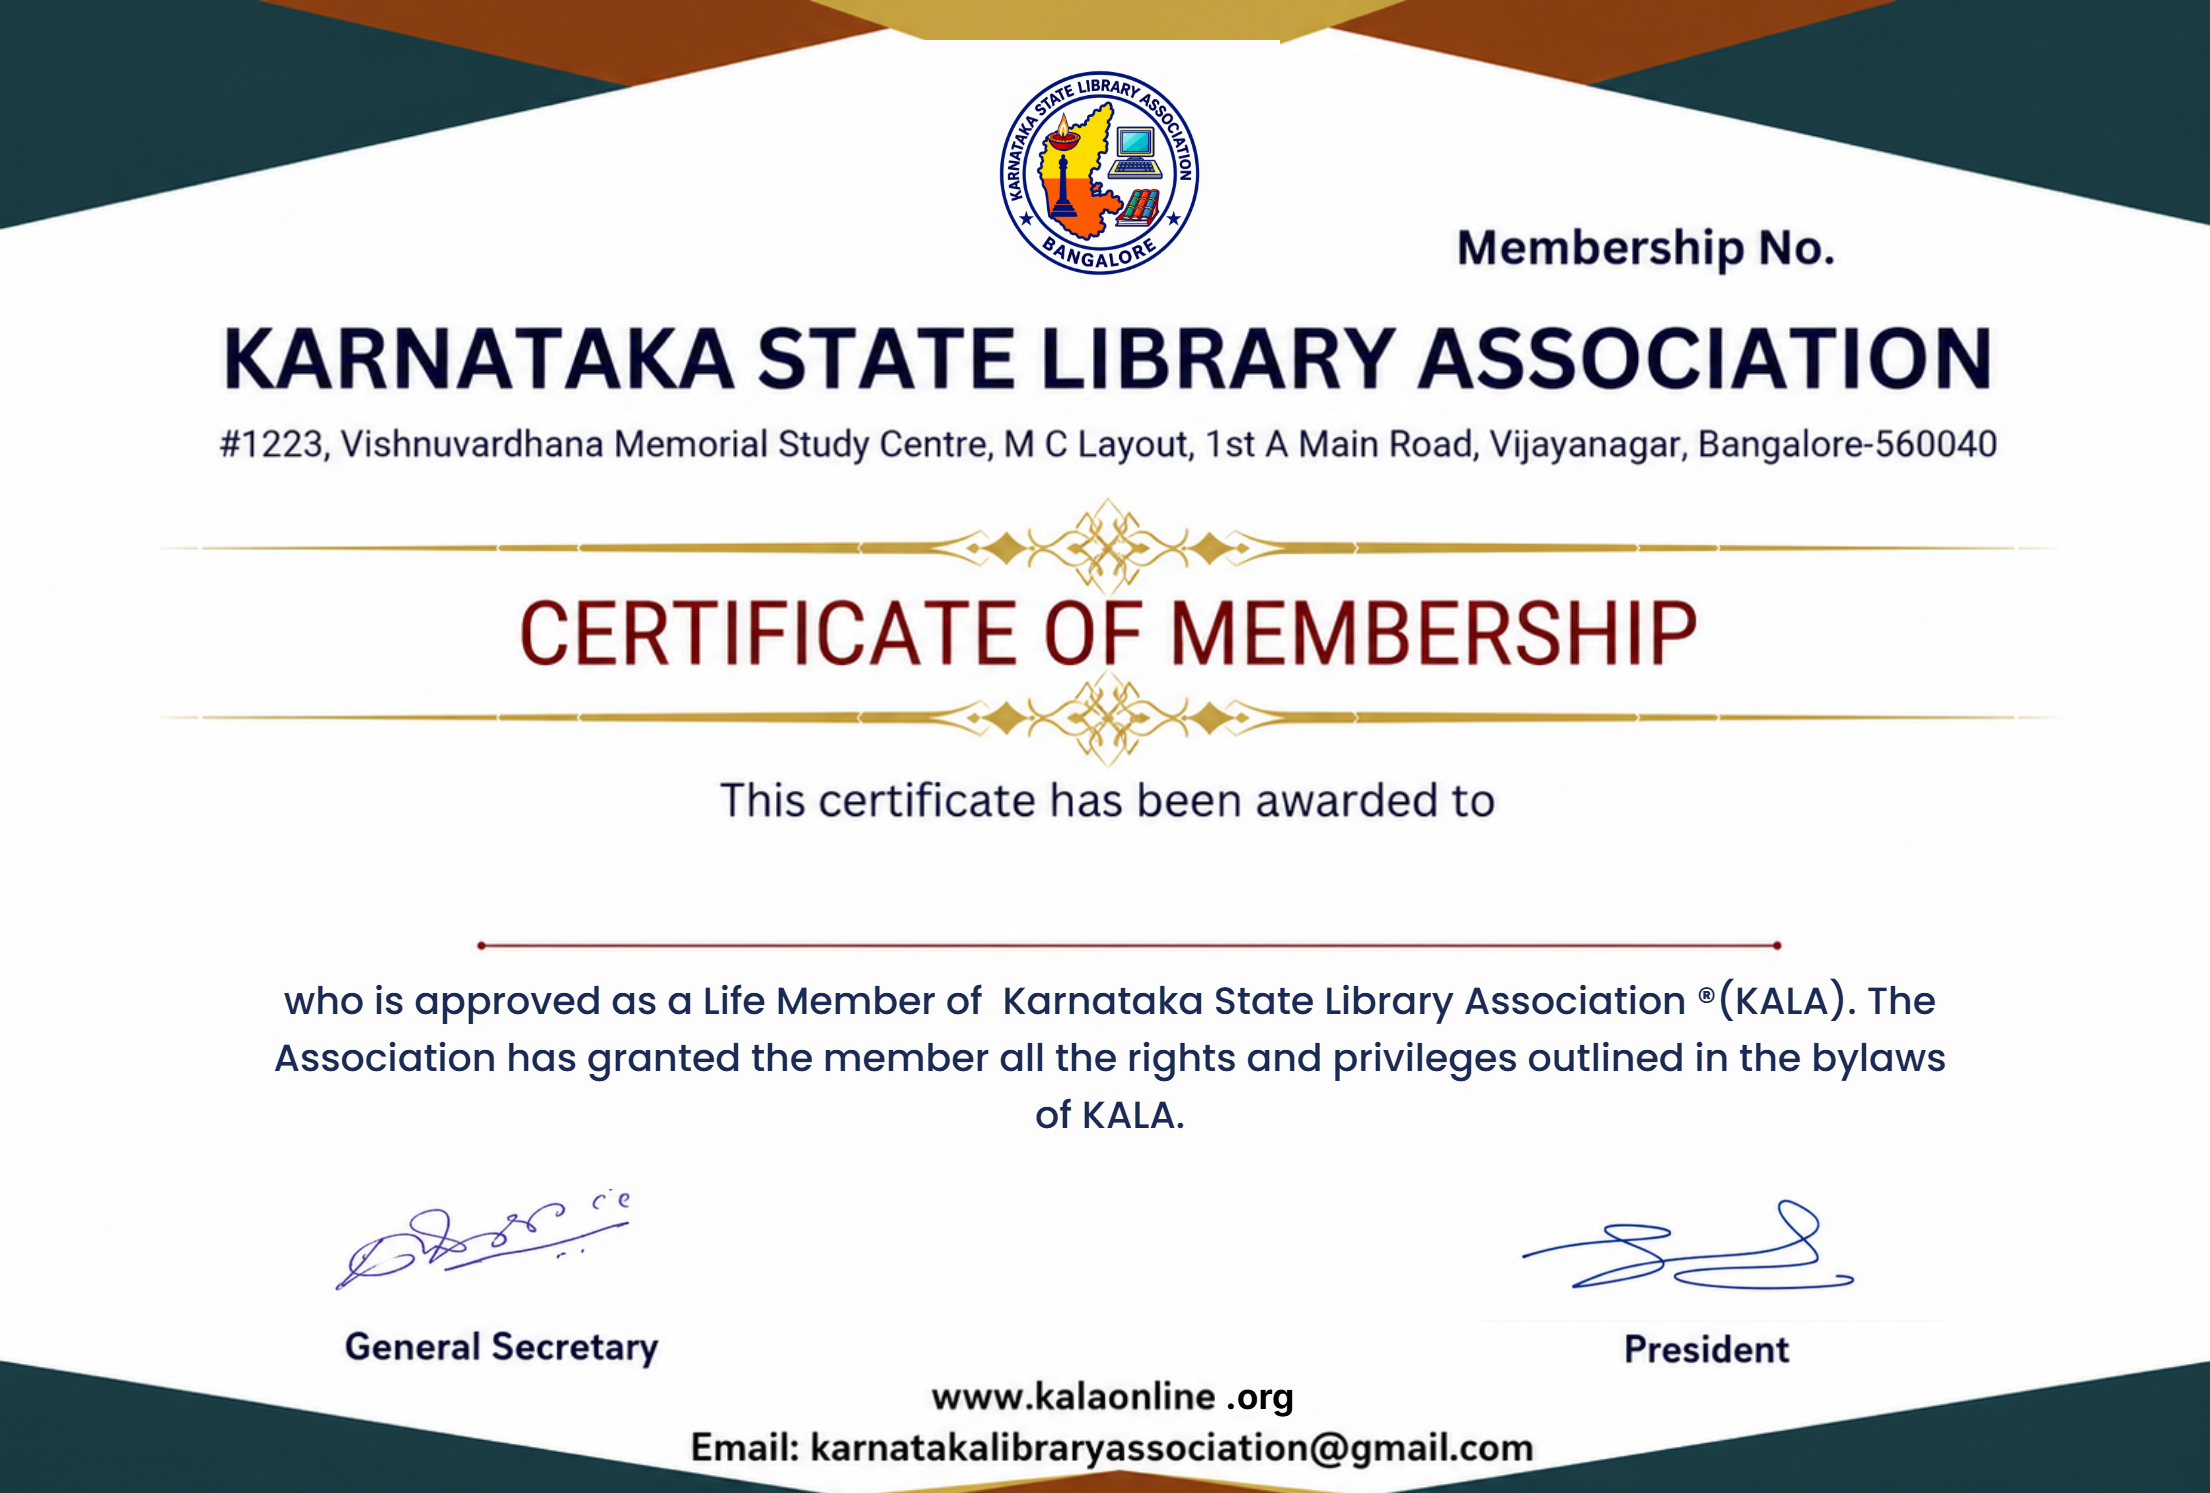 KARNATAKA STATE LIBRARY ASSOCIATION
BANGALORE
Membership No.
KARNATAKA STATE LIBRARY ASSOCIATION
#1223, Vishnuvardhana Memorial Study Centre, M C Layout, 1st A Main Road, Vijayanagar, Bangalore-560040
CERTIFICATE OF MEMBERSHIP
This certificate has been awarded to
who is approved as a Life Member of Karnataka State Library Association ®(KALA). The
Association has granted the member all the rights and privileges outlined in the bylaws
of KALA.
General Secretary
President
www.kalaonline .org
Email: karnatakalibraryassociation@gmail.com